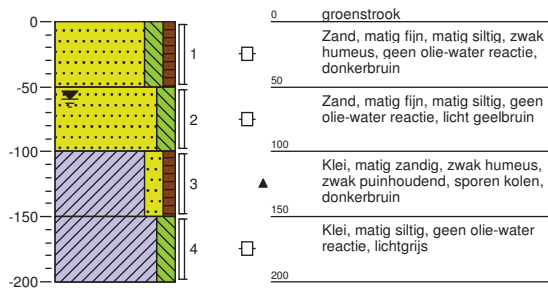 0
-50
-100
-150
-200
1
2
3
4
0 groenstrook
Zand, matig fijn, matig siltig, zwak
humeus, geen olie-water reactie,
donkerbruin
50
Zand, matig fijn, matig siltig, geen
olie-water reactie, licht geelbruin
100
Klei, matig zandig, zwak humeus,
zwak puinhoudend, sporen kolen,
donkerbruin
150
Klei, matig siltig, geen olie-water
reactie, lichtgrijs
200